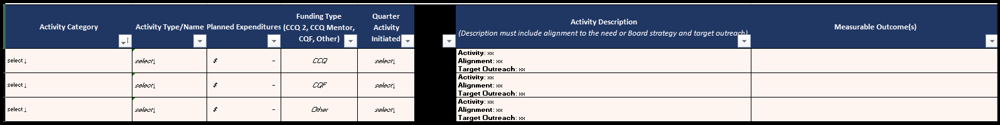 Activity Category
Activity Type/Name
Planned Expenditures
Funding Type
(CCQ 2, CCQ Mentor,
CQF, Other)
Quarter
Activity
Initiated
Activity Description
(Description must include alignment to the need or Board strategy and target outreach)
Measurable Outcome(s)
select↓
select↓
$ -
CCQ
select↓
Activity: xx
Alignment: xx
Target Outreach: xx
select↓
select↓
$ -
CQF
select↓
Activity: xx
Alignment: xx
Target Outreach: xx
select↓
select↓
$ -
Other
select↓
Activity: xx
Alignment: xx
Target Outreach: xx